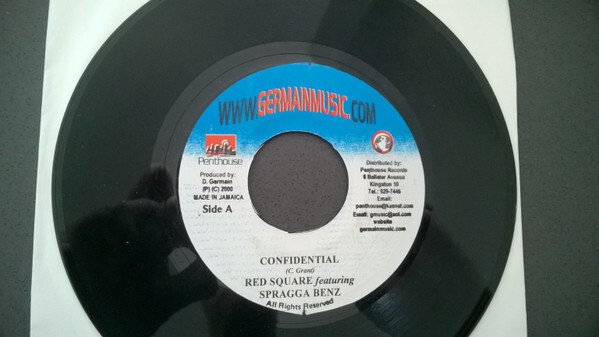 WWW.GERMAINMUSIC.COM
Penthouse
Produced by:
D. Germain
(P) (C) 2000
MADE IN JAMAICA
Side A
Distributed by:
Penthouse Records
6 Bellater Avenue
Kingston 10
Tel.: 929-7446
Email:
penthouse@kasnet.com
Email: gmusic@aol.com
website
germainmusic.com
CONFIDENTIAL
(C. Grant)
RED SQUARE featuring
SPRAGGA BENZ
All Rights Reserved